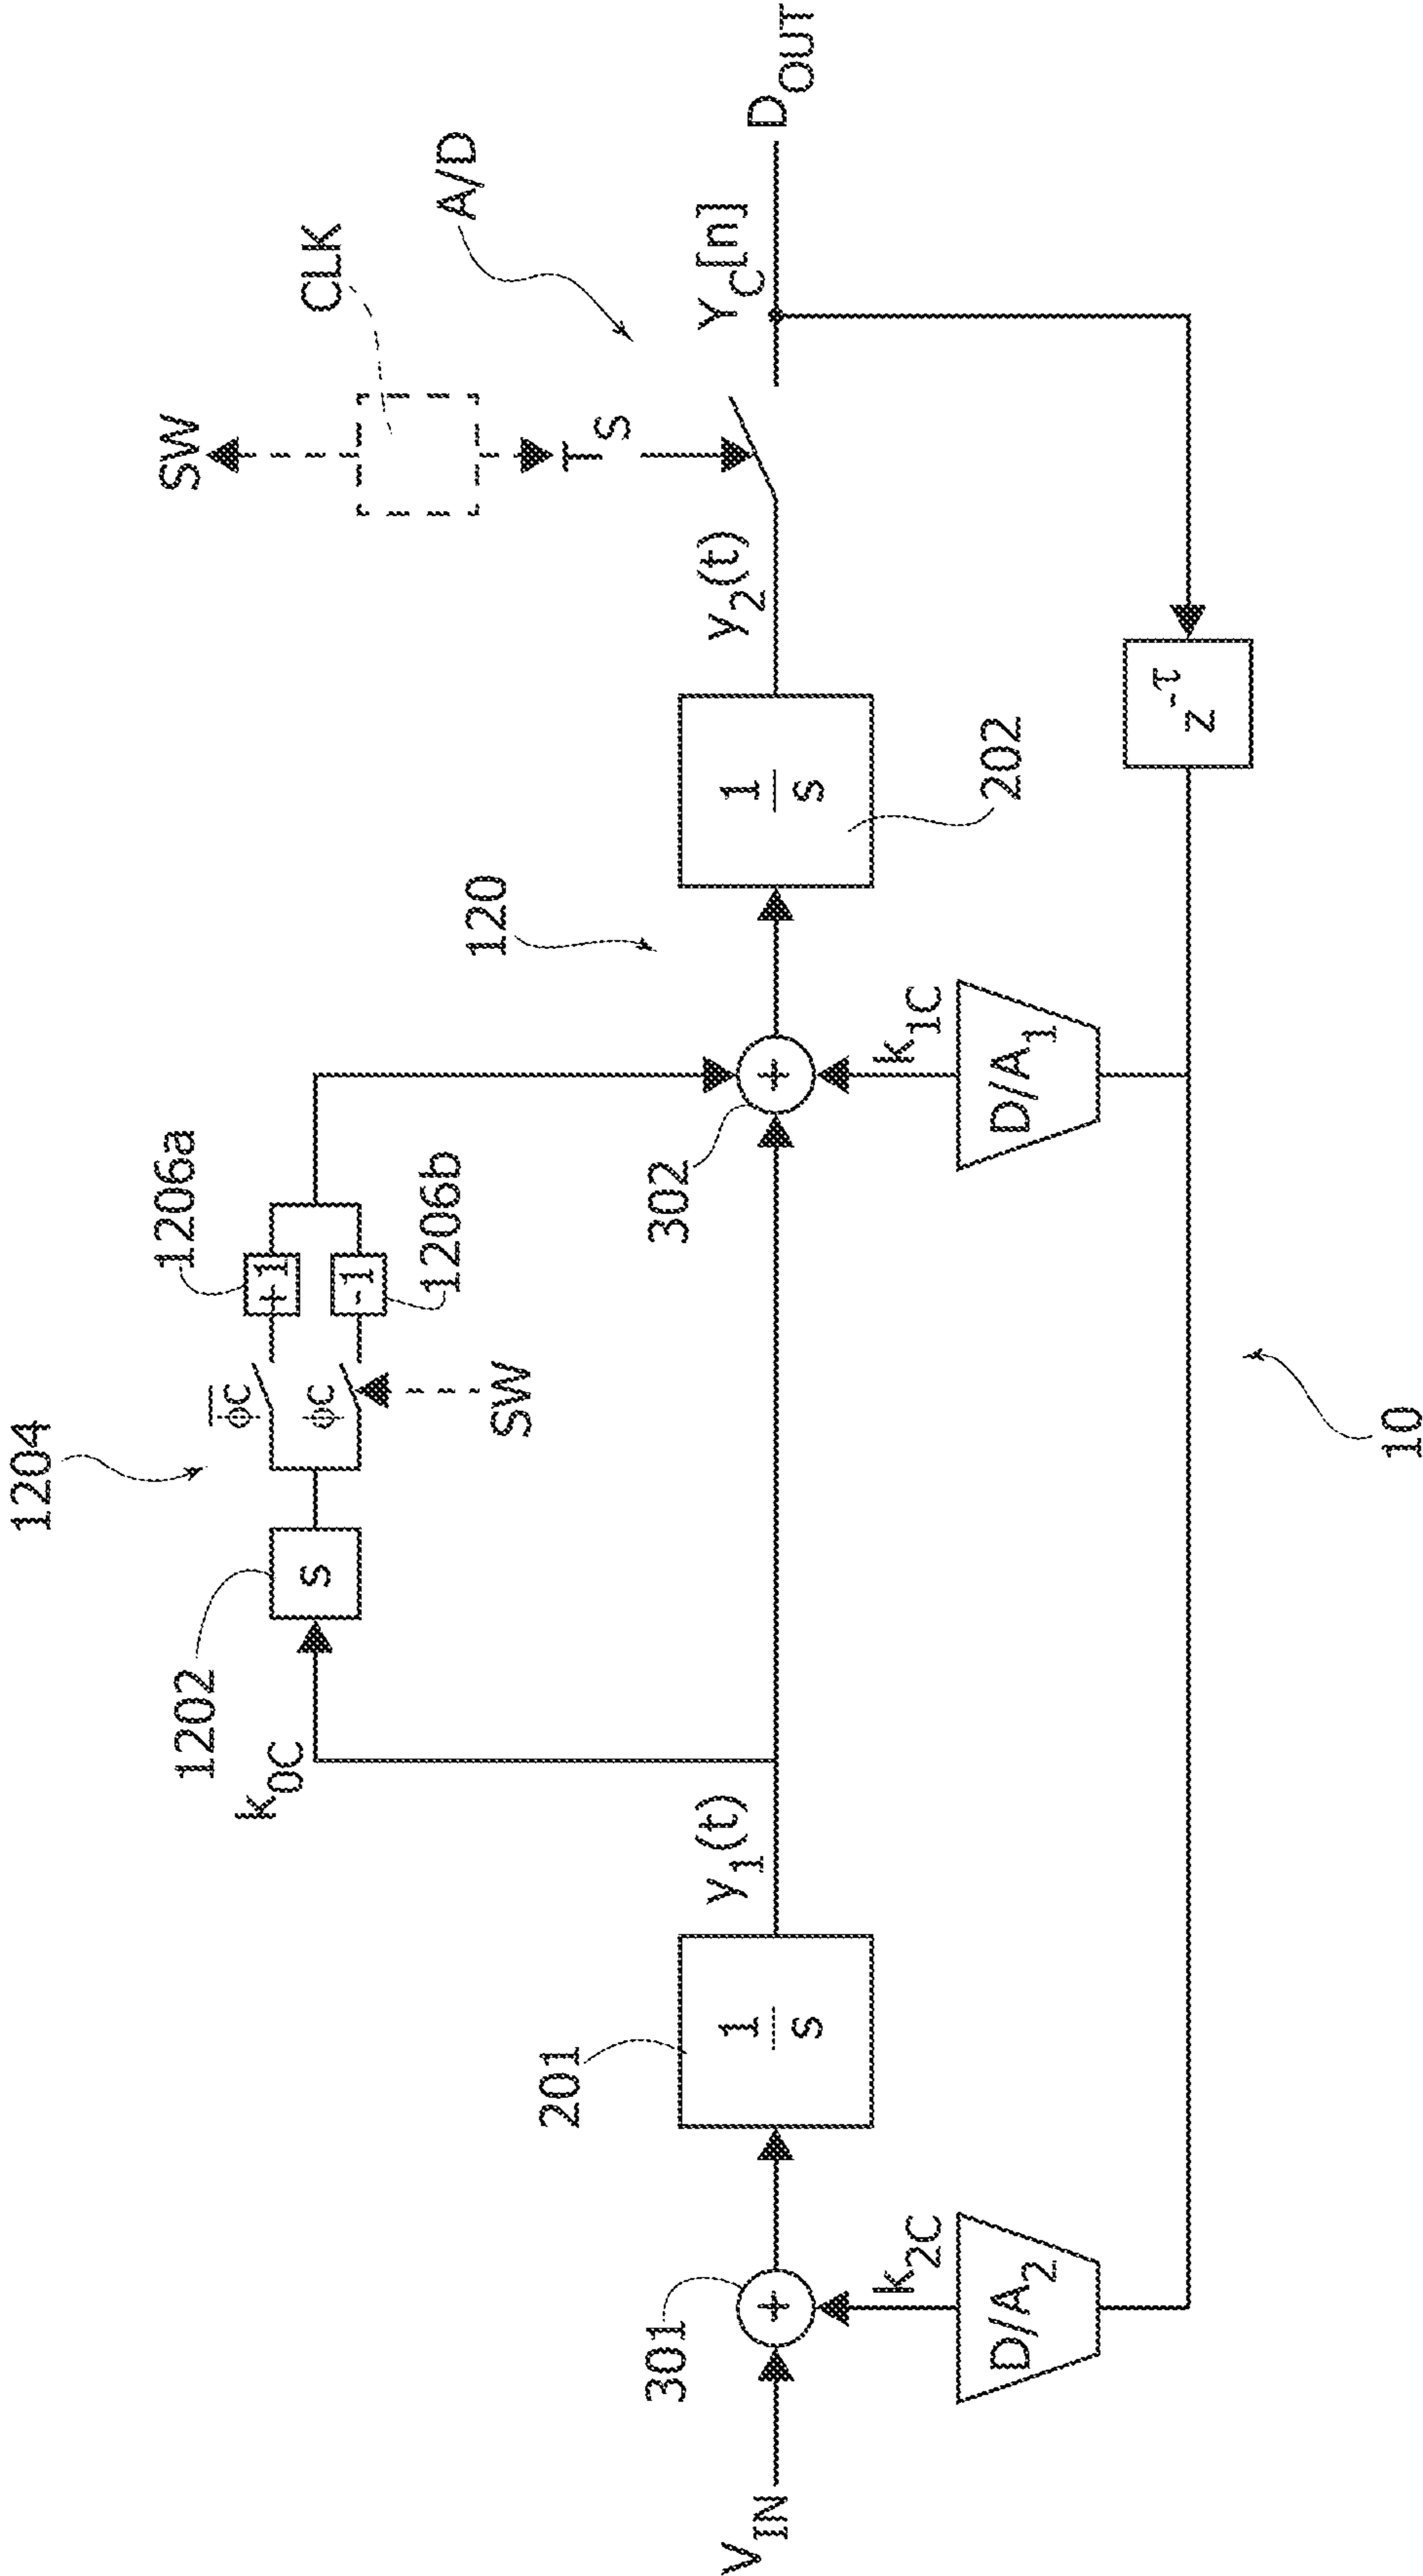 1204
1202
k0C
s
φC
φC
+1
-1
1206a
1206b
SW
SW
CLK
TS
A/D
120
VIN
301
+
201
1
s
y1(t)
302
+
1
s
202
y2(t)
YC[n]
DOUT
k2C
D/A2
k1C
D/A1
z-τ
10